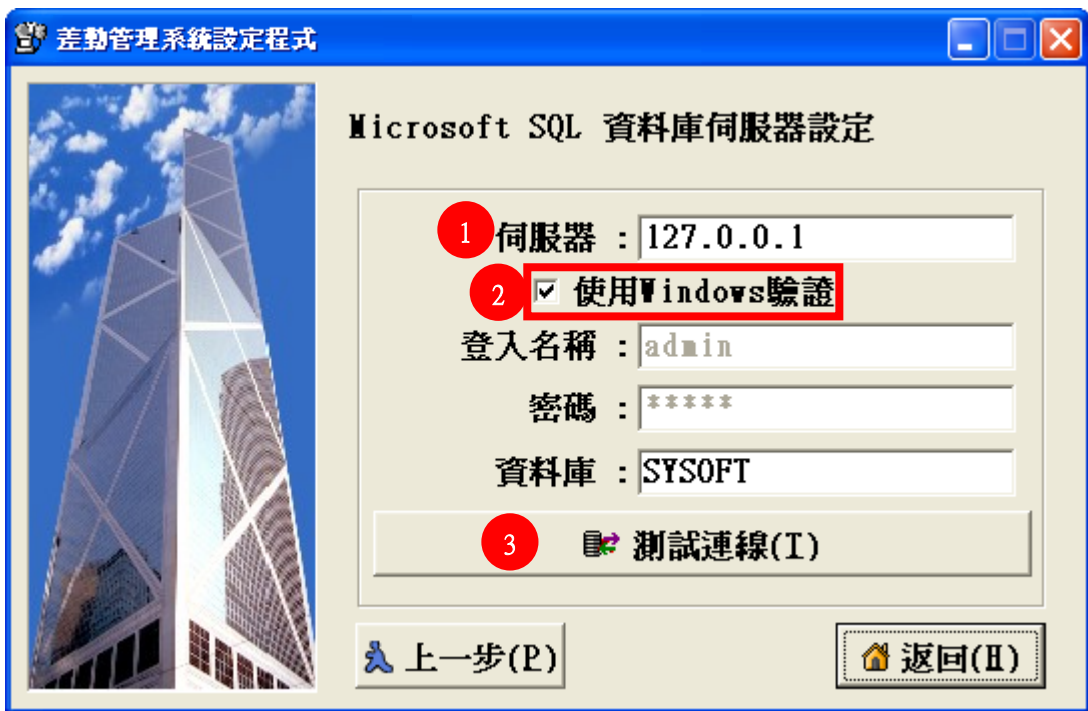 差勤管理系統設定程式
Microsoft SQL 資料庫伺服器設定
1 伺服器 : 127.0.0.1
2 使用Windows驗證
登入名稱 : admin
密碼 : *****
資料庫 : SYSOFT
3 測試連線(T)
上一步(P)
返回(H)